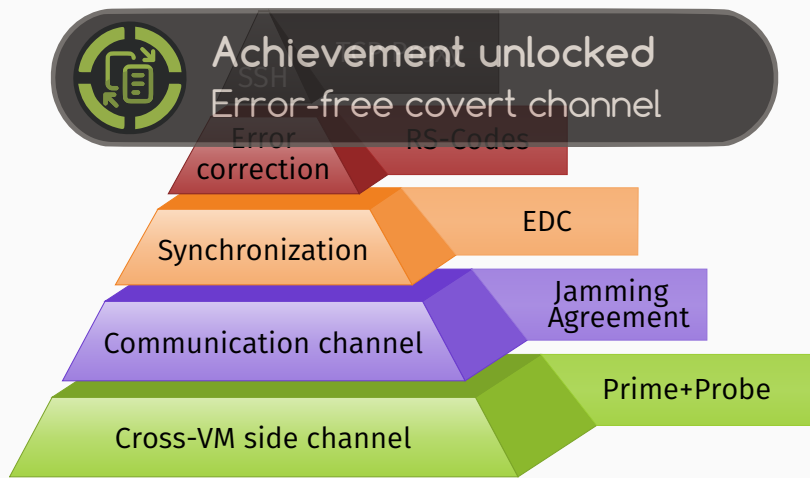 Achievement unlocked
SSH
Error-free covert channel
Error
correction
RS-Codes
Synchronization
EDC
Communication channel
Jamming
Agreement
Cross-VM side channel
Prime+Probe